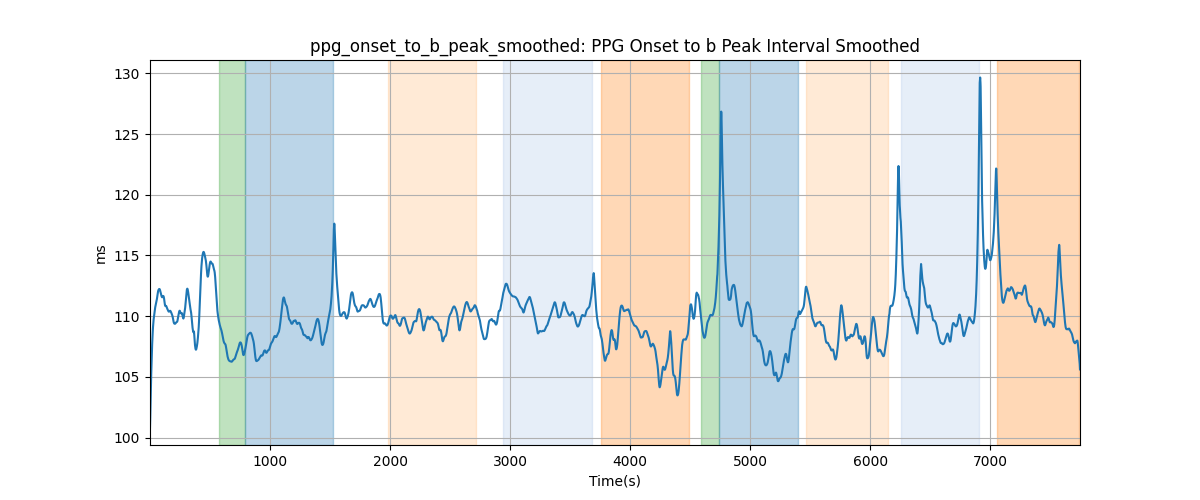 ppg_onset_to_b_peak_smoothed: PPG Onset to b Peak Interval Smoothed
130
125
120
115
110
105
100
ms
1000 2000 3000 4000 5000 6000 7000
Time(s)